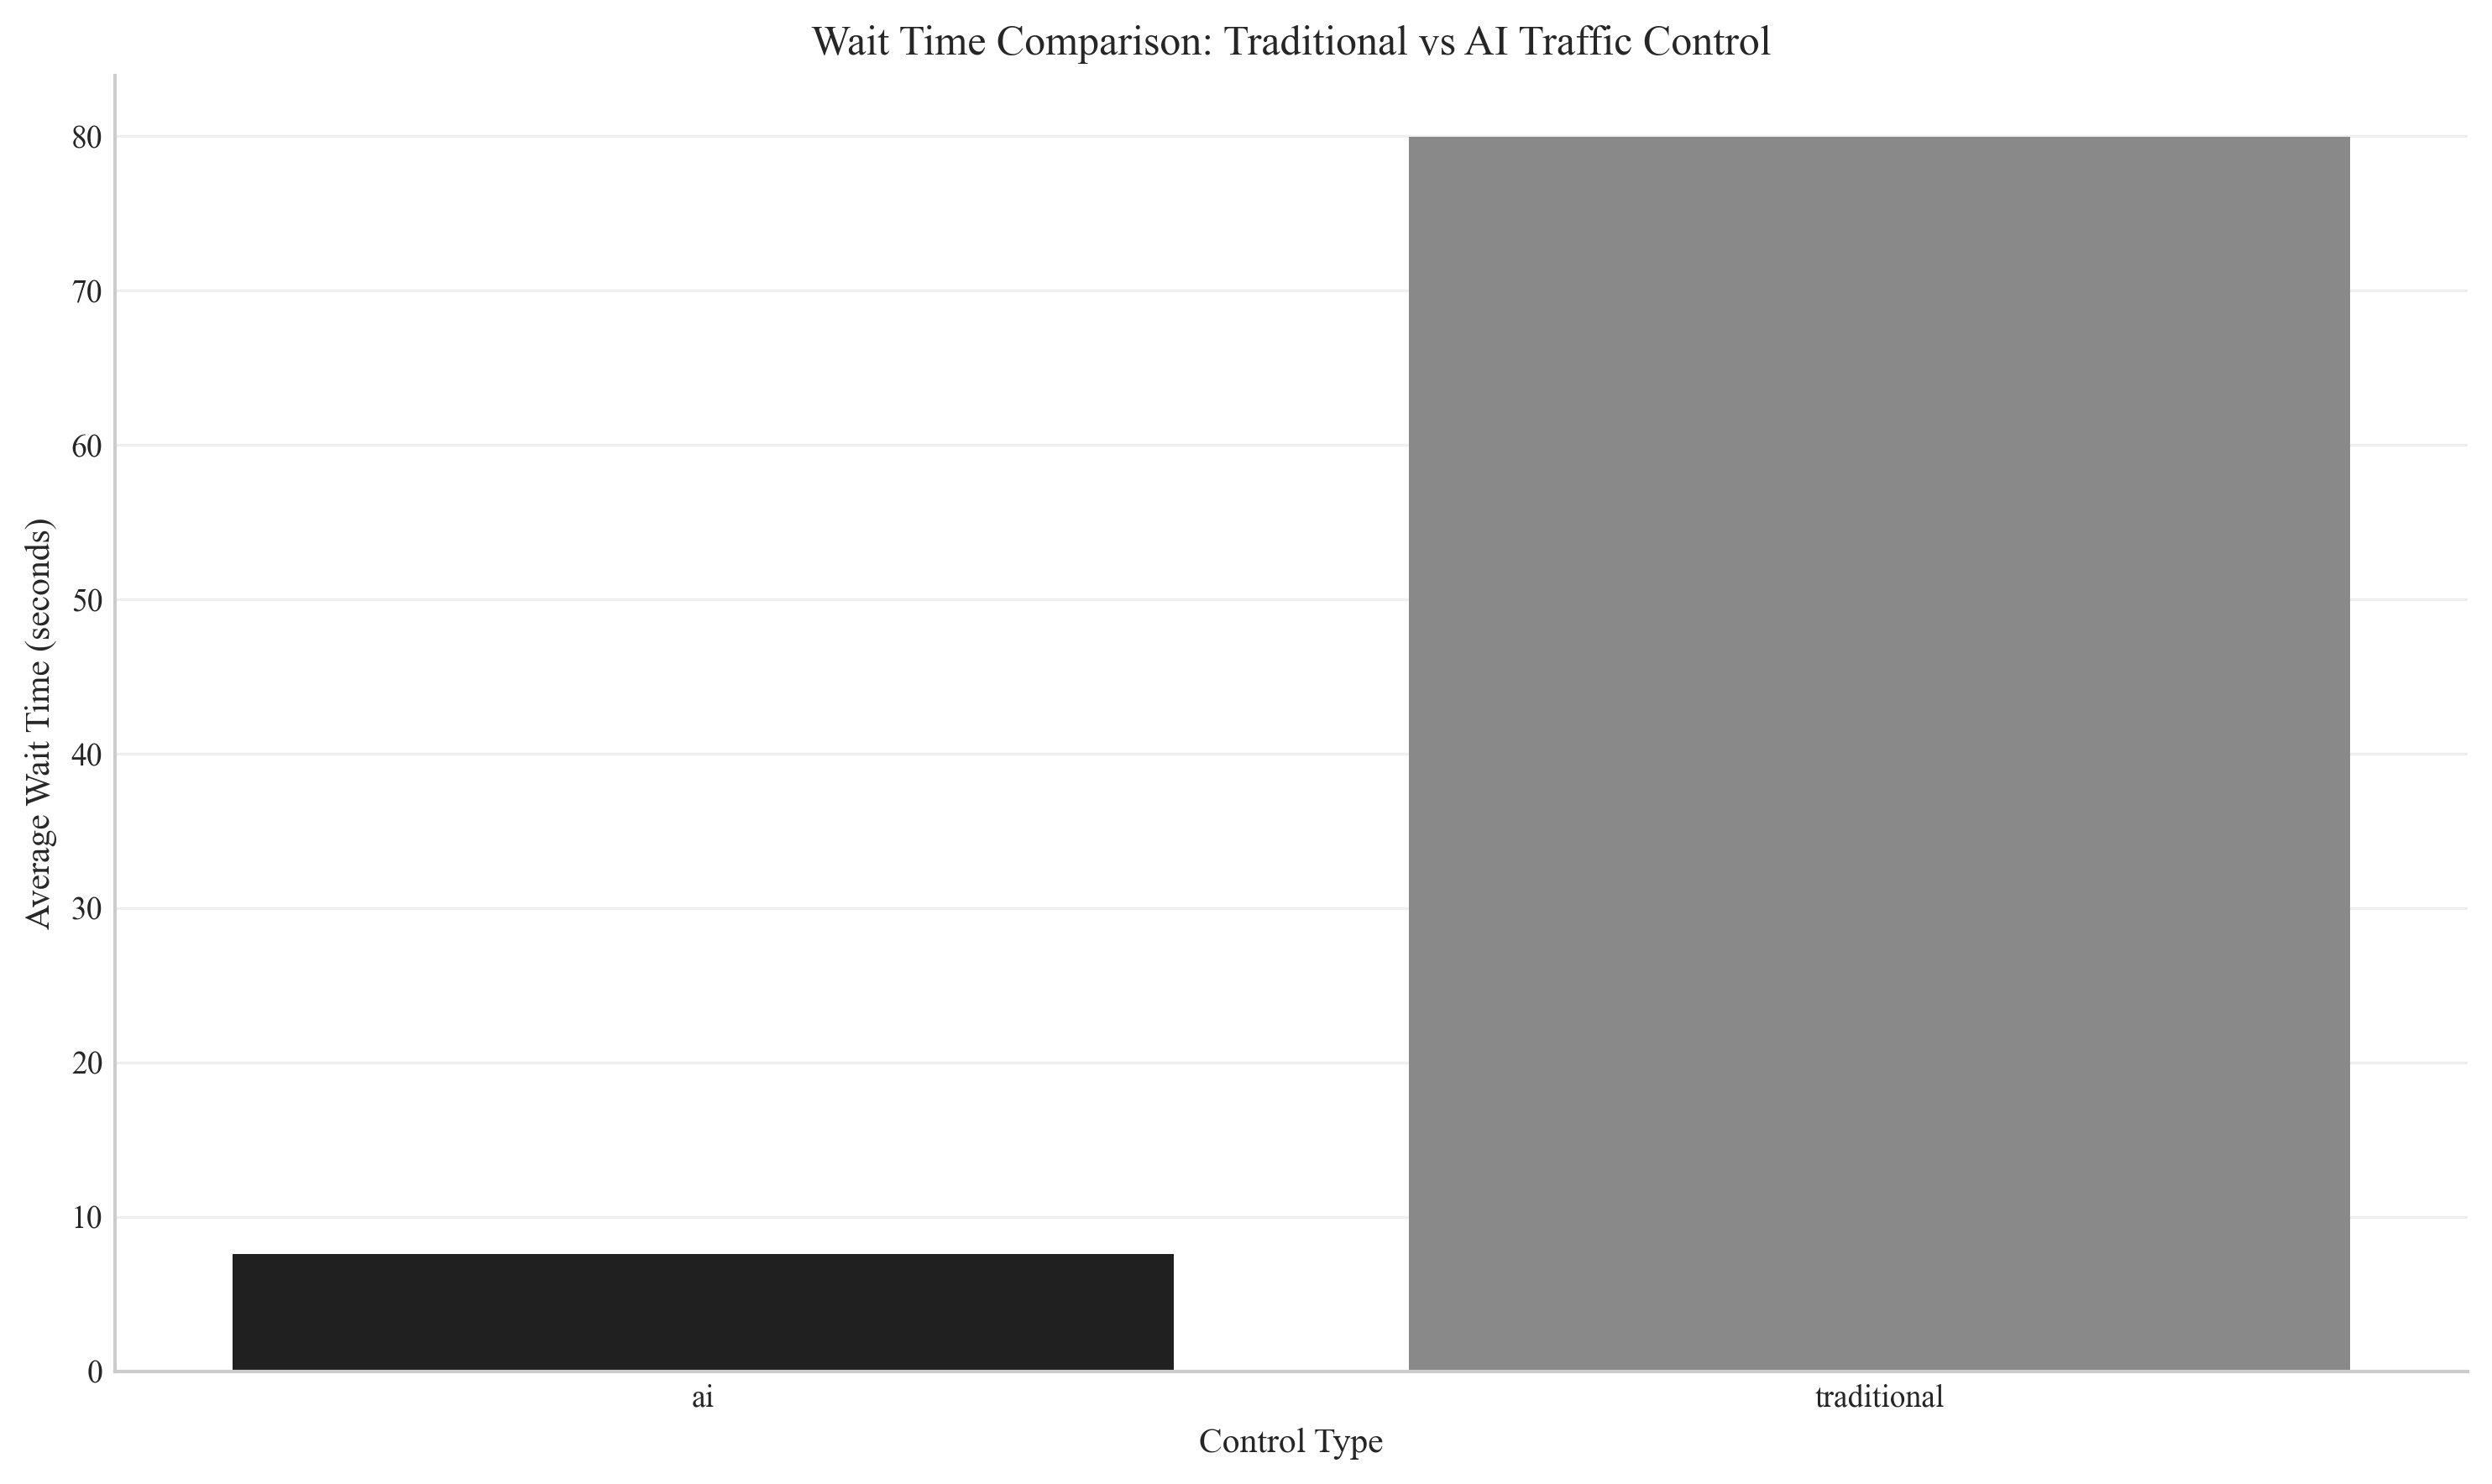 Wait Time Comparison: Traditional vs AI Traffic Control
Average Wait Time (seconds)
80
70
60
50
40
30
20
10
0
ai
traditional
Control Type